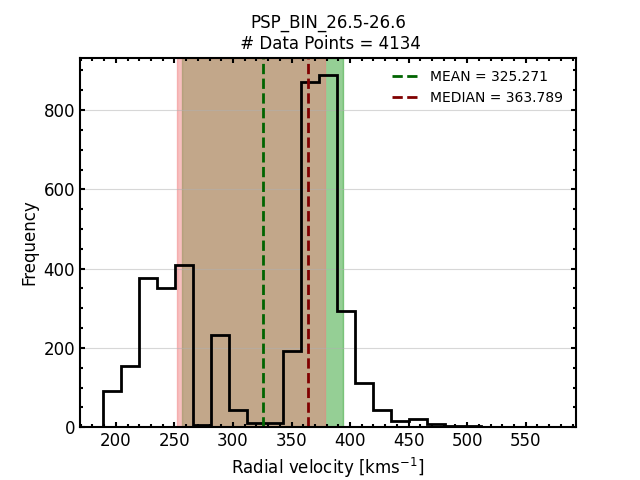 PSP_BIN_26.5-26.6
# Data Points = 4134
MEAN = 325.271
MEDIAN = 363.789
Frequency
800
600
400
200
0
200 250 300 350 400 450 500 550
Radial velocity [kms⁻¹]